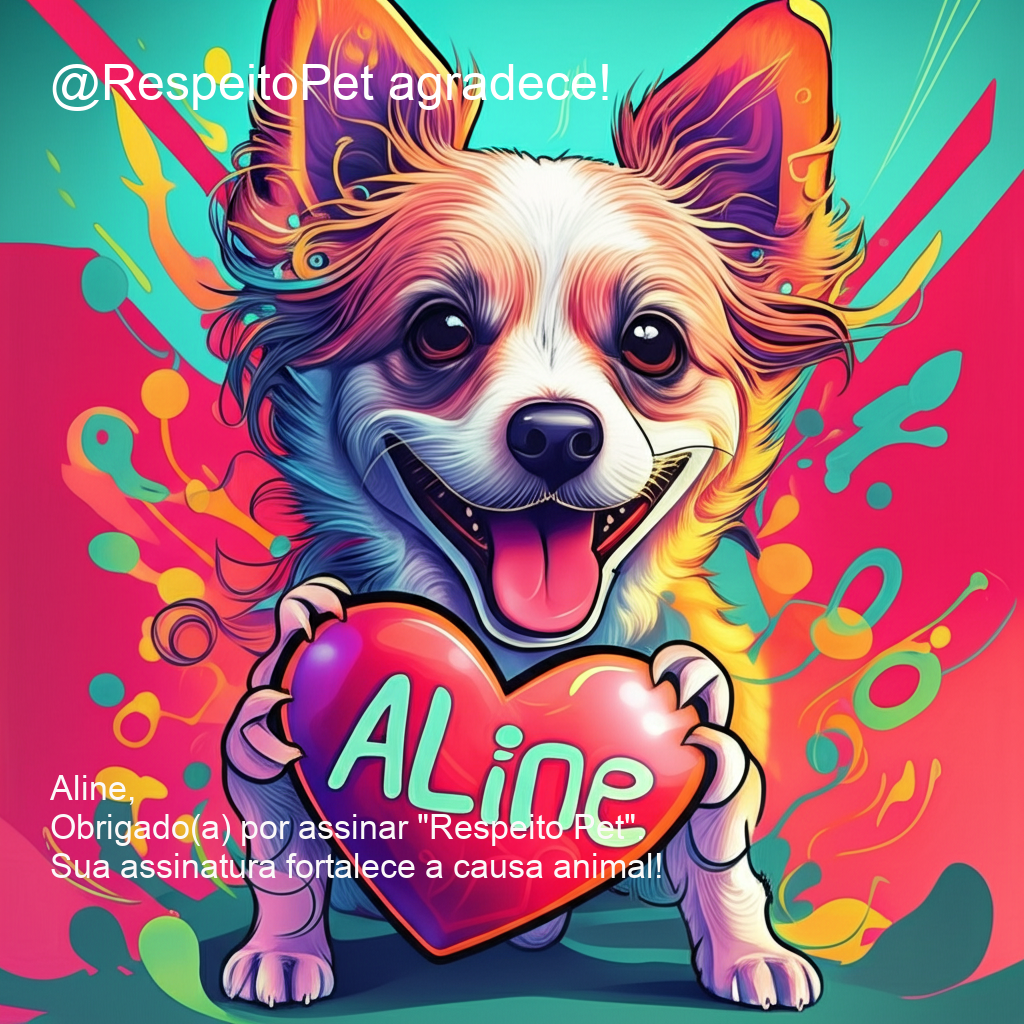 @RespeitoPet agradece!
ALine
Aline,
Obrigado(a) por assinar "Respeito Pet"
Sua assinatura fortalece a causa animal!